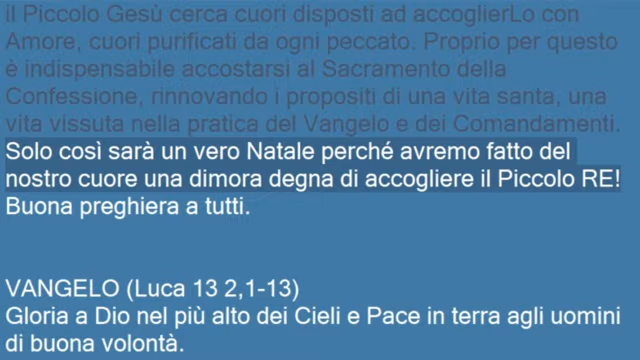 il Piccolo Gesù cerca cuori disposti ad accoglierLo con
Amore, cuori purificati da ogni peccato. Proprio per questo
è indispensabile accostarsi al Sacramento della
Confessione, rinnovando i propositi di una vita santa, una
vita vissuta nella pratica del Vangelo e dei Comandamenti.
Solo così sarà un vero Natale perché avremo fatto del
nostro cuore una dimora degna di accogliere il Piccolo RE!
Buona preghiera a tutti.
VANGELO (Luca 13 2,1-13)
Gloria a Dio nel più alto dei Cieli e Pace in terra agli uomini
di buona volontà.